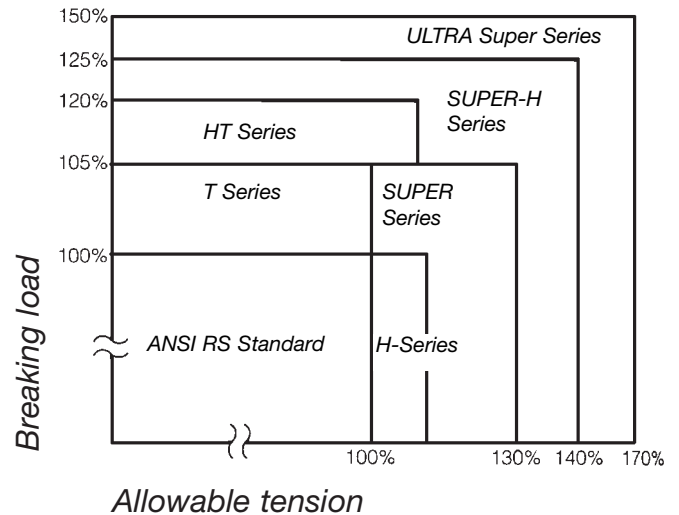 150%
ULTRA Super Series
125%
120%
SUPER-H
Series
HT Series
105%
T Series
SUPER
Series
100%
ANSI RS Standard
H-Series
Breaking load
100%
130%
140%
170%
Allowable tension